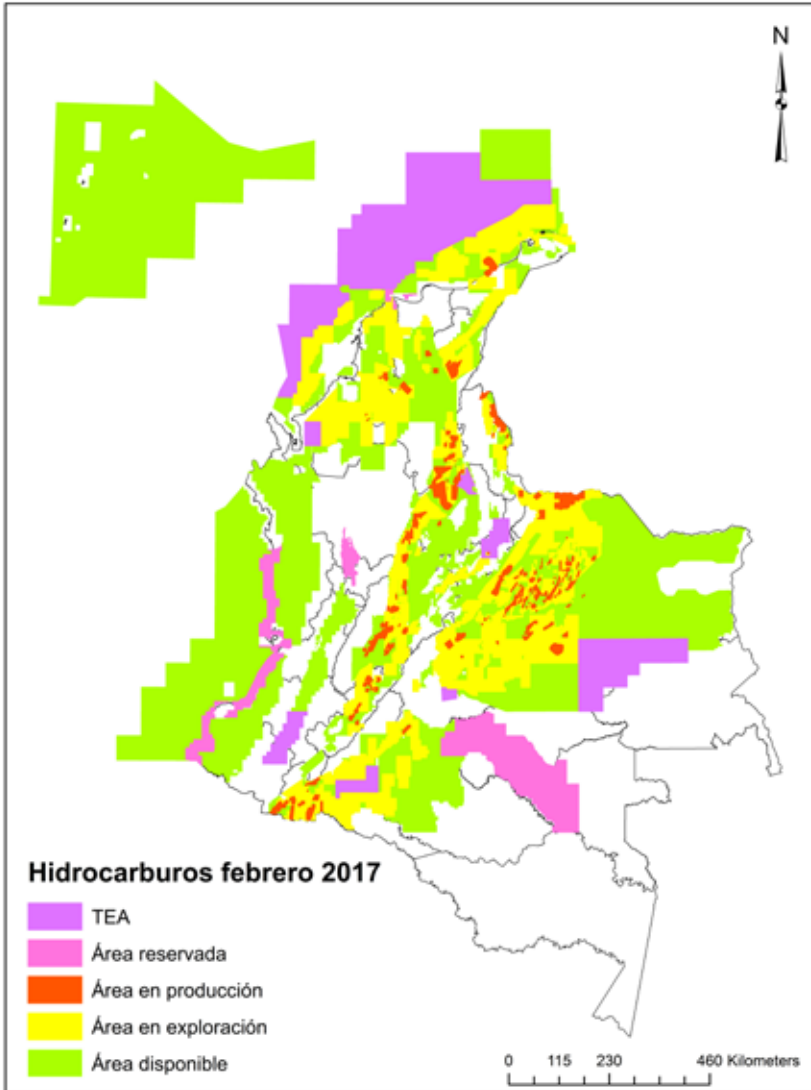 N
Hidrocarburos febrero 2017
TEA
Área reservada
Área en producción
Área en exploración
Área disponible
0 115 230 460 Kilometers